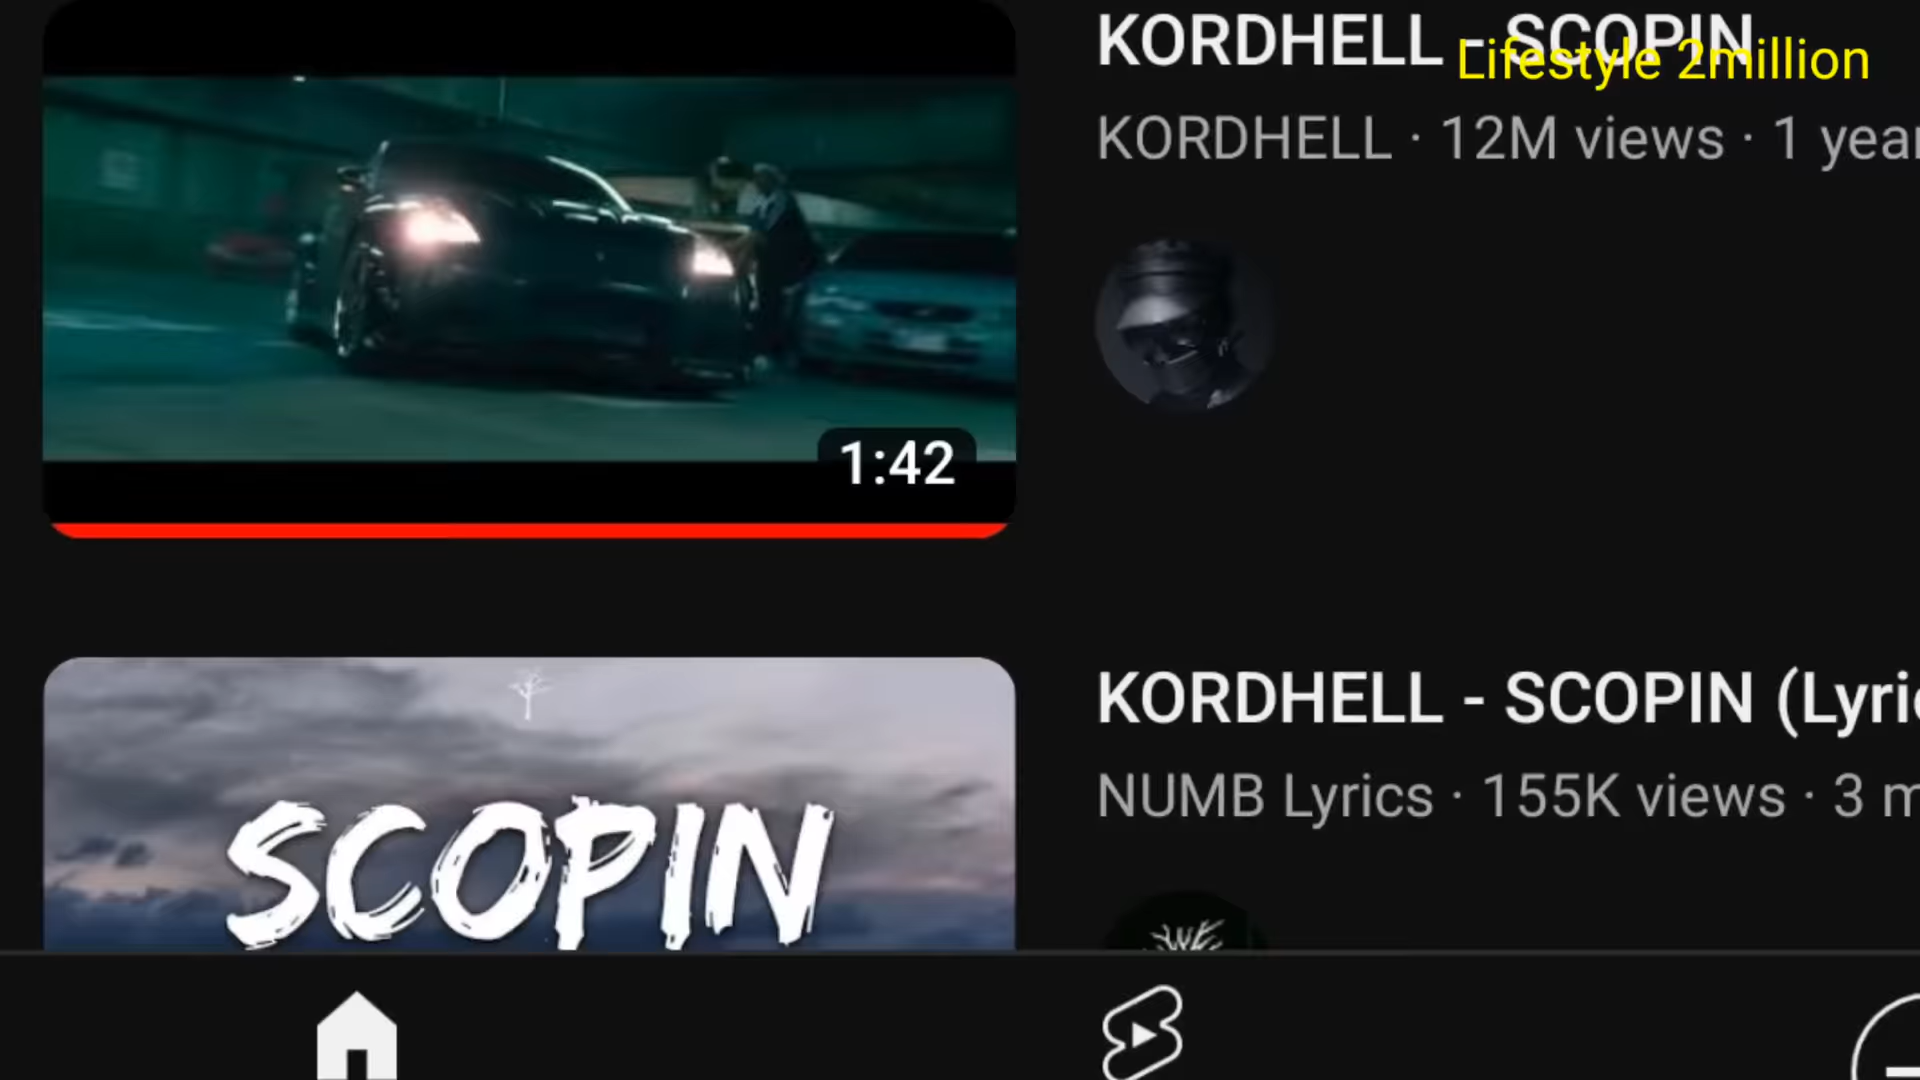 KORDHELL - SCOPIN
Lifestyle 2million
KORDHELL · 12M views · 1 year
1:42
KORDHELL - SCOPIN (Lyric
NUMB Lyrics · 155K views · 3 m
SCOPIN